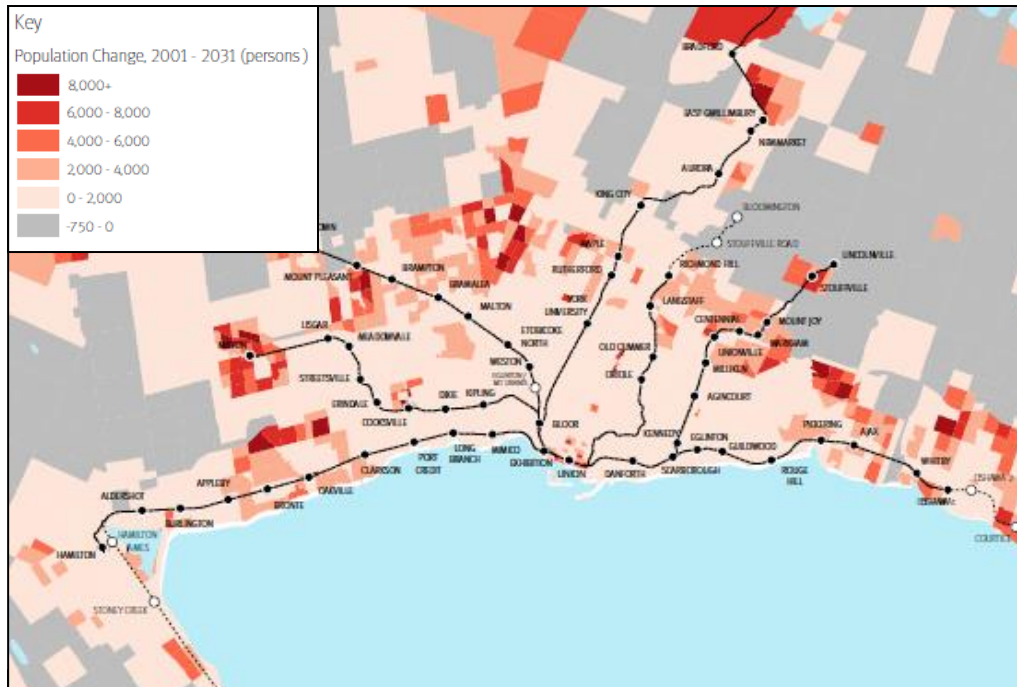 Key
Population Change, 2001 - 2031 (persons )
8,000+
6,000 - 8,000
4,000 - 6,000
2,000 - 4,000
0 - 2,000
-750 - 0
BRADFORD
EAST GWILLIMBURY
NEWMARKET
AURORA
KING CITY
BLOOMINGTON
STOUFFVILLE ROAD
LINCOLNVILLE
STOUFFVILLE
MAPLE
RUTHERFORD
RICHMOND HILL
BRAMPTON
MOUNT PLEASANT
BRAMALEA
MALTON
YORK
UNIVERSITY
LANGSTAFF
CENTENNIAL
MOUNT JOY
MARKHAM
UNIONVILLE
MILLIKEN
LISGAR
MEADOWVALE
ETOBICOKE
NORTH
OLD CUMMER
MILTON
WESTON
STREETSVILLE
ORIOLE
AGINCOURT
ERINDALE
COOKSVILLE
DIXIE
KIPLING
BLOOR
KENNEDY
EGLINTON
GUILDWOOD
PICKERING
AJAX
PORT
CREDIT
LONG
BRANCH
MIMICO
EXHIBITION
UNION
DANFORTH
SCARBOROUGH
ROUGE
HILL
WHITBY
CLARKSON
OAKVILLE
BRONTE
APPLEBY
BURLINGTON
ALDERSHOT
HAMILTON
HAMILTON
STONEY CREEK
COURTICE